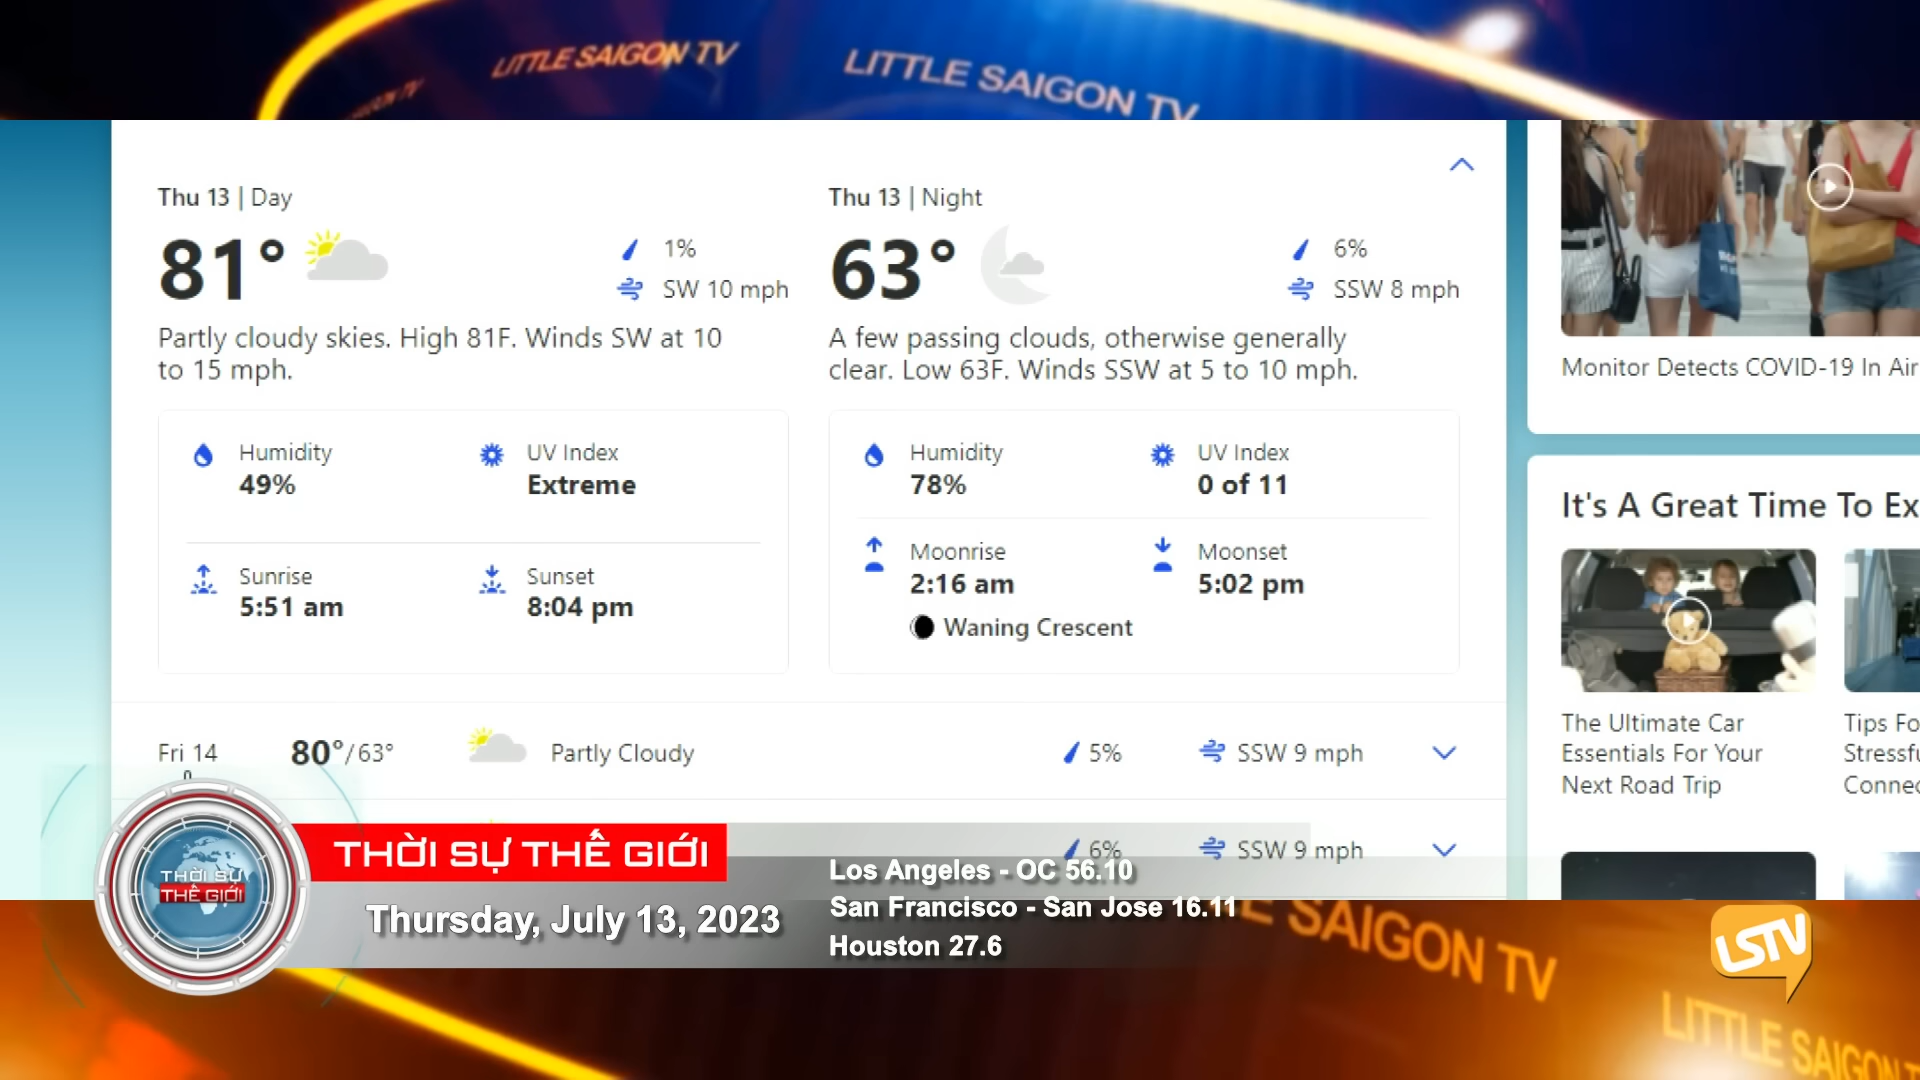 LITTLE SAIGON TV
LITTLE SAIGON TV
Thu 13 | Day
81°
1%
SW 10 mph
Partly cloudy skies. High 81F. Winds SW at 10
to 15 mph.
Humidity
49%
UV Index
Extreme
Sunrise
5:51 am
Sunset
8:04 pm
Thu 13 | Night
63°
6%
SSW 8 mph
A few passing clouds, otherwise generally
clear. Low 63F. Winds SSW at 5 to 10 mph.
Humidity
78%
UV Index
0 of 11
Moonrise
2:16 am
Moonset
5:02 pm
Waning Crescent
Fri 14 80°/63° Partly Cloudy 5% SSW 9 mph
6% SSW 9 mph
Monitor Detects COVID-19 In Air
It's A Great Time To Ex
The Ultimate Car
Essentials For Your
Next Road Trip
Tips Fo
Stressfu
Connec
THỜI SỰ
THẾ GIỚI
THỜI SỰ THẾ GIỚI
Thursday, July 13, 2023
Los Angeles - OC 56.10
San Francisco - San Jose 16.11
Houston 27.6
E SAIGON TV
LSTV
LITTLE SAIGON T